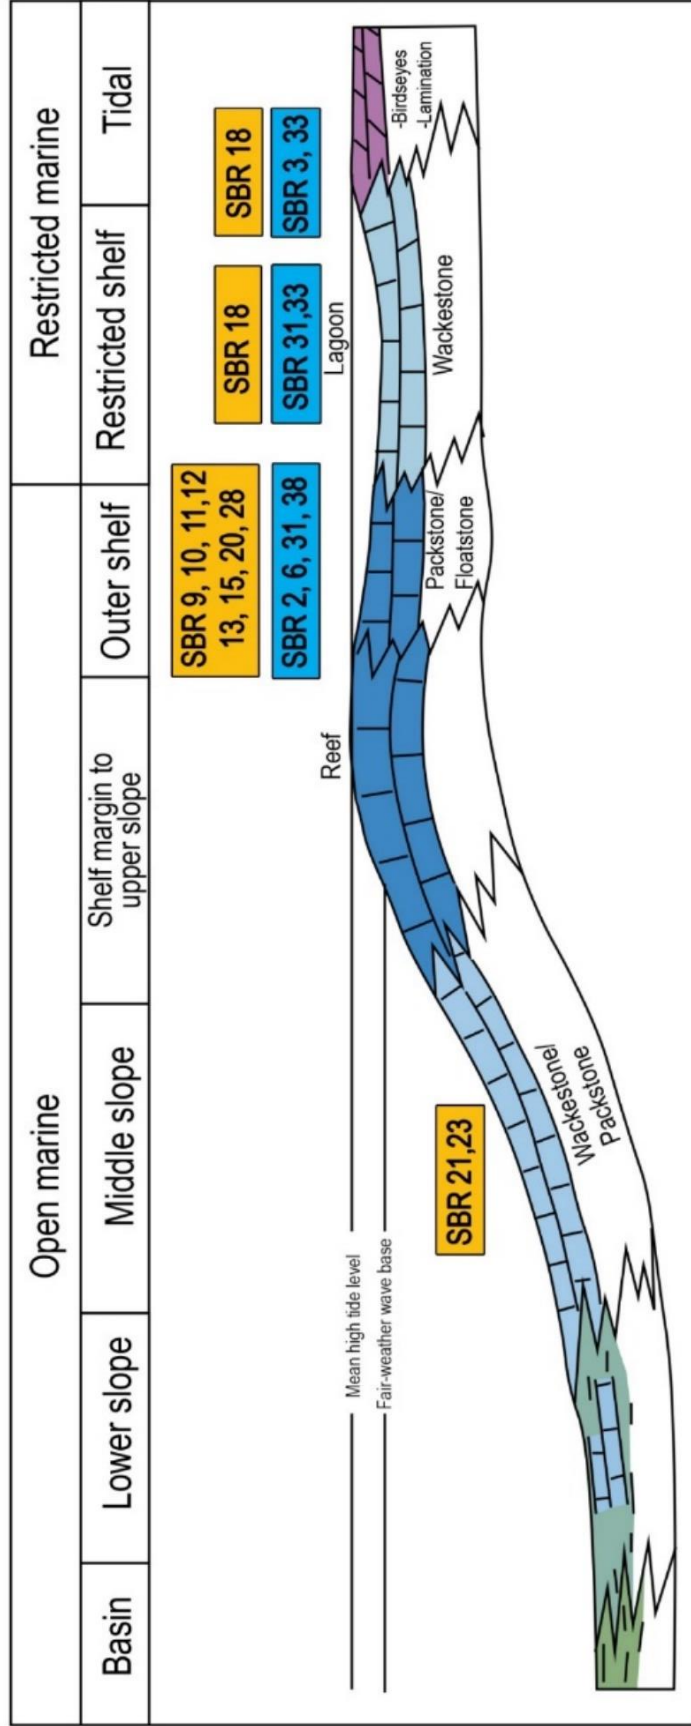 Open marine
Restricted marine
Basin
Lower slope
Middle slope
Shelf margin to
upper slope
Outer shelf
Restricted shelf
Tidal
SBR 9, 10, 11,12
13, 15, 20, 28
SBR 18
SBR 18
SBR 2, 6, 31, 38
SBR 31,33
SBR 3, 33
Reef
Lagoon
Mean high tide level
Fair-weather wave base
-Birdseyes
-Lamination
SBR 21,23
Packstone/
Floatstone
Wackestone
Wackestone/
Packstone